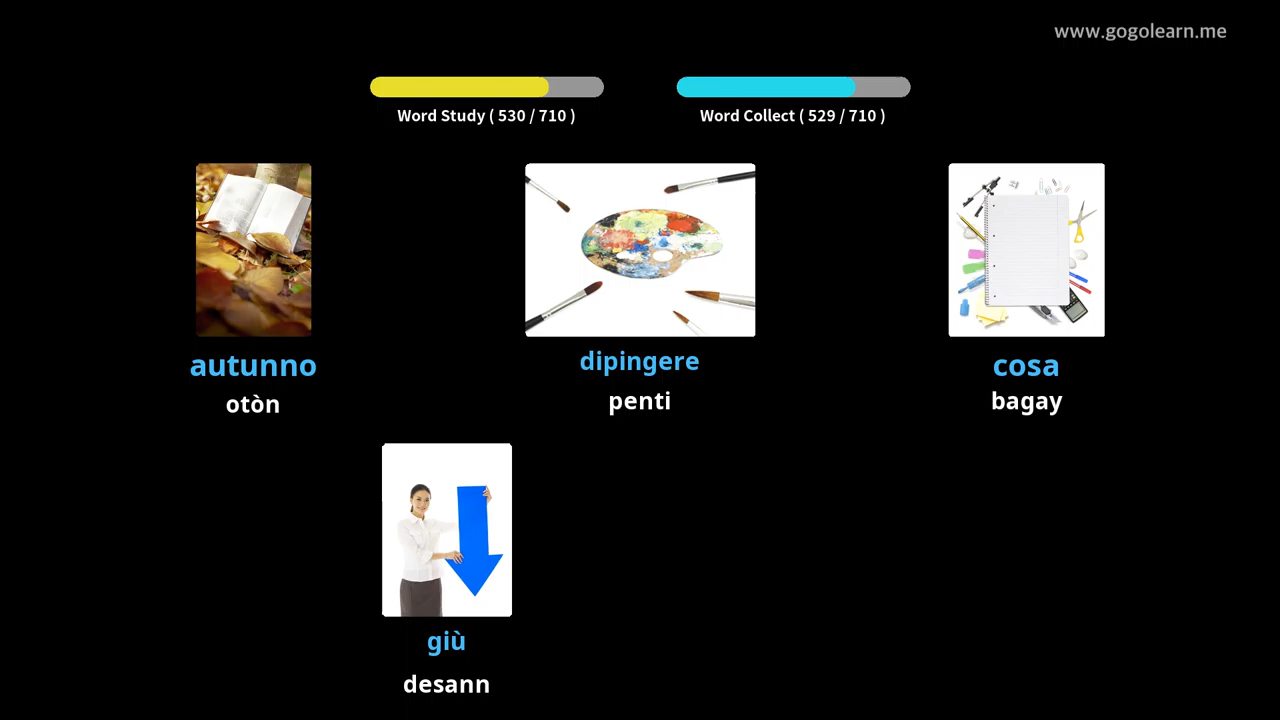 www.gogolearn.me
Word Study ( 530 / 710 )
Word Collect ( 529 / 710 )
autunno
otòn
dipingere
penti
cosa
bagay
giù
desann